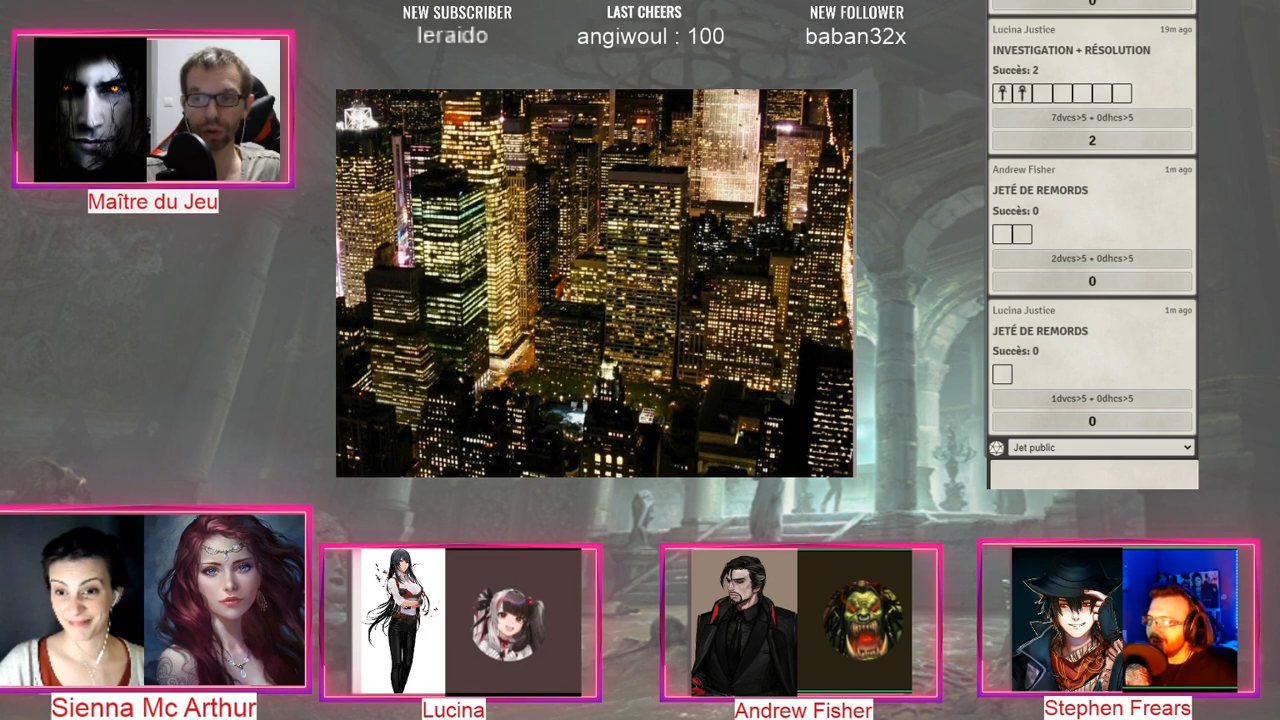 NEW SUBSCRIBER
leraido
LAST CHEERS
angiwoul : 100
NEW FOLLOWER
baban32x
0
Lucina Justice 19m ago
INVESTIGATION + RÉSOLUTION
Succès: 2
7dvcs>5 + 0dhcs>5
2
Andrew Fisher 1m ago
JETÉ DE REMORDS
Succès: 0
2dvcs>5 + 0dhcs>5
0
Lucina Justice 1m ago
JETÉ DE REMORDS
Succès: 0
1dvcs>5 + 0dhcs>5
0
Jet public
Maître du Jeu
Sienna Mc Arthur
Lucina
Andrew Fisher
Stephen Frears